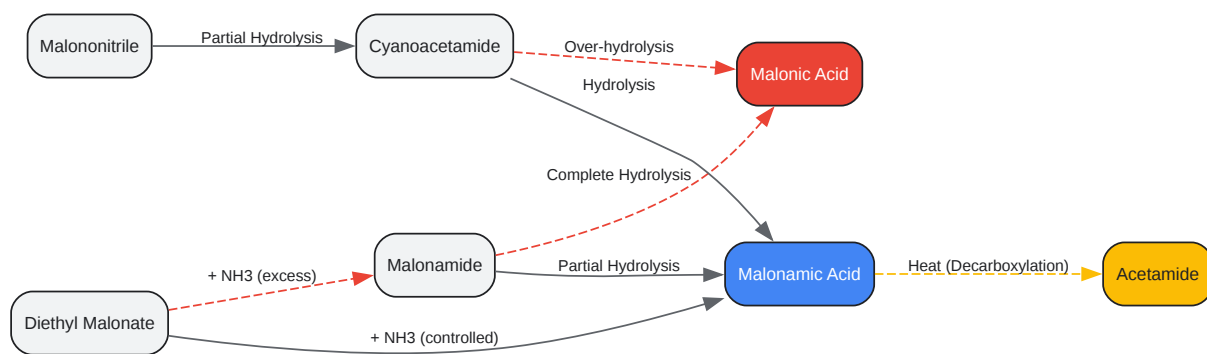 Malononitrile
Partial Hydrolysis
Cyanoacetamide
Over-hydrolysis
Malonic Acid
Hydrolysis
Complete Hydrolysis
+ NH3 (excess)
Malonamide
Partial Hydrolysis
Malonamic Acid
Heat (Decarboxylation)
Acetamide
Diethyl Malonate
+ NH3 (controlled)